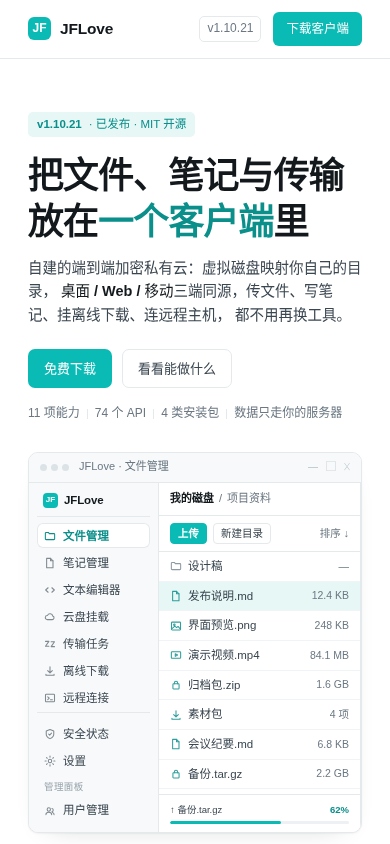 JF JFLove v1.10.21 下载客户端
v1.10.21 · 已发布 · MIT 开源
把文件、笔记与传输
放在一个客户端里
自建的端到端加密私有云：虚拟磁盘映射你自己的目
录， 桌面 / Web / 移动三端同源，传文件、写笔
记、挂离线下载、连远程主机， 都不用再换工具。
免费下载 看看能做什么
11 项能力 74 个 API 4 类安装包 数据只走你的服务器
JFLove · 文件管理
JF JFLove
文件管理
笔记管理
文本编辑器
云盘挂载
传输任务
离线下载
远程连接
安全状态
设置
管理面板
用户管理
我的磁盘 / 项目资料
上传 新建目录 排序 ↓
设计稿 —
发布说明.md 12.4 KB
界面预览.png 248 KB
演示视频.mp4 84.1 MB
归档包.zip 1.6 GB
素材包 4 项
会议纪要.md 6.8 KB
备份.tar.gz 2.2 GB
↑ 备份.tar.gz 62%